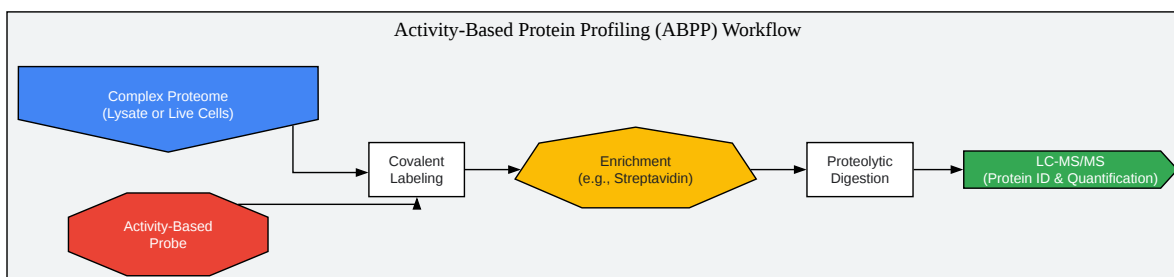 Activity-Based Protein Profiling (ABPP) Workflow
Complex Proteome
(Lysate or Live Cells)
Activity-Based
Probe
Covalent
Labeling
Enrichment
(e.g., Streptavidin)
Proteolytic
Digestion
LC-MS/MS
(Protein ID & Quantification)